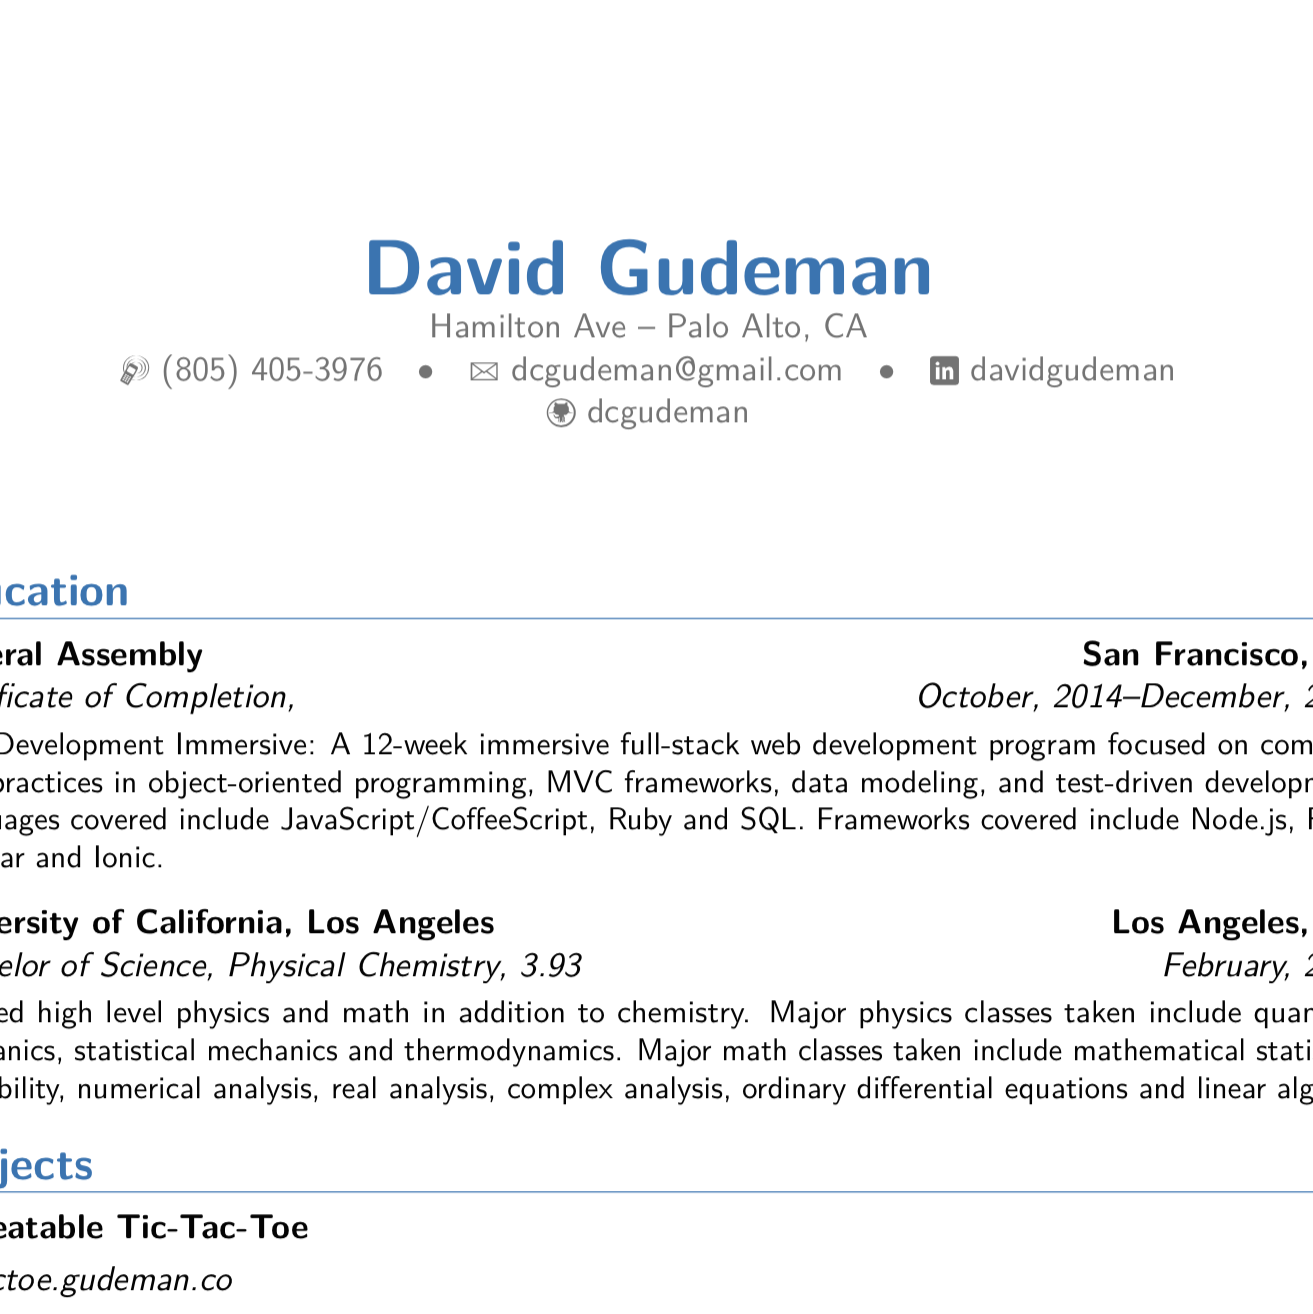 David Gudeman
Hamilton Ave – Palo Alto, CA
(805) 405-3976 • dcgudeman@gmail.com • in davidgudeman
dcgudeman
cation
eral Assembly San Francisco,
ficate of Completion, October, 2014–December, 2
Development Immersive: A 12-week immersive full-stack web development program focused on com
practices in object-oriented programming, MVC frameworks, data modeling, and test-driven developm
uages covered include JavaScript/CoffeeScript, Ruby and SQL. Frameworks covered include Node.js,
ar and Ionic.
ersity of California, Los Angeles Los Angeles,
elor of Science, Physical Chemistry, 3.93 February, 2
ed high level physics and math in addition to chemistry. Major physics classes taken include quan
anics, statistical mechanics and thermodynamics. Major math classes taken include mathematical stati
bility, numerical analysis, real analysis, complex analysis, ordinary differential equations and linear alg
jects
eatable Tic-Tac-Toe
ctoe.gudeman.co